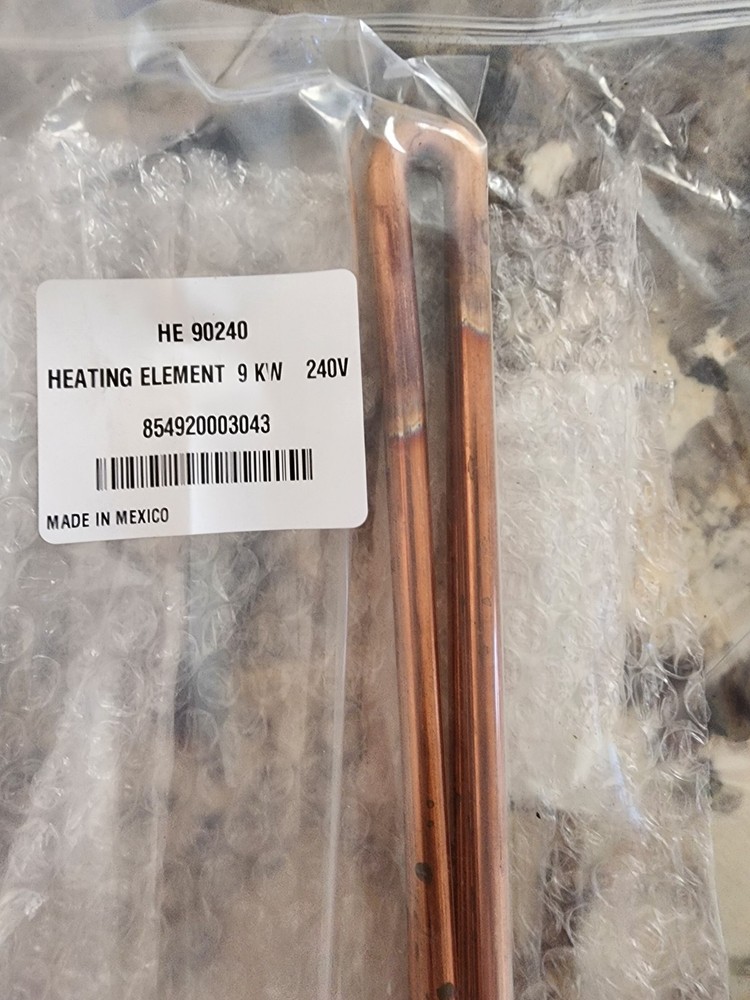 HE 90240
HEATING ELEMENT 9 KW 240V
854920003043
MADE IN MEXICO